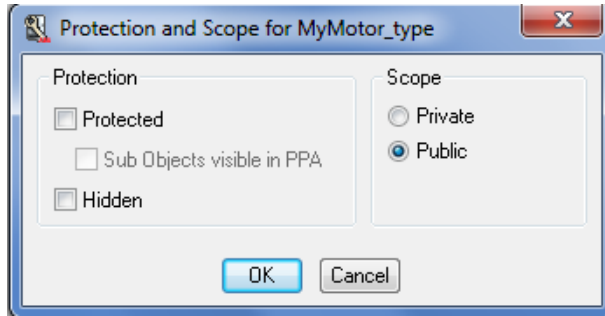 Protection and Scope for MyMotor_type
Protection
Protected
Sub Objects visible in PPA
Hidden
Scope
Private
Public
OK
Cancel